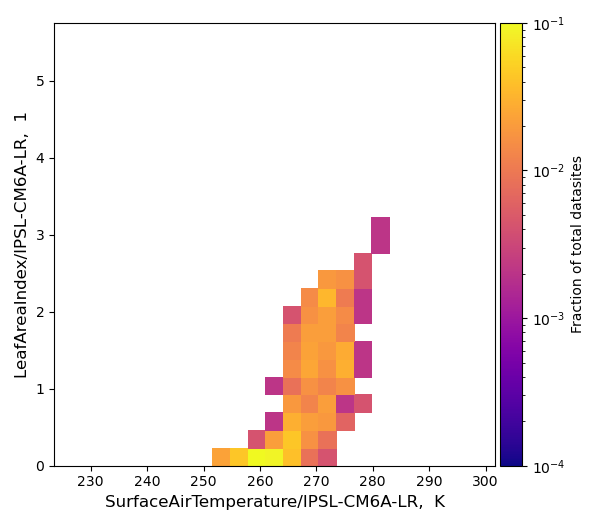 LeafAreaIndex/IPSL-CM6A-LR, 1
5
4
3
2
1
0
230 240 250 260 270 280 290 300
SurfaceAirTemperature/IPSL-CM6A-LR, K
10⁻¹
10⁻²
10⁻³
10⁻⁴
Fraction of total datasites